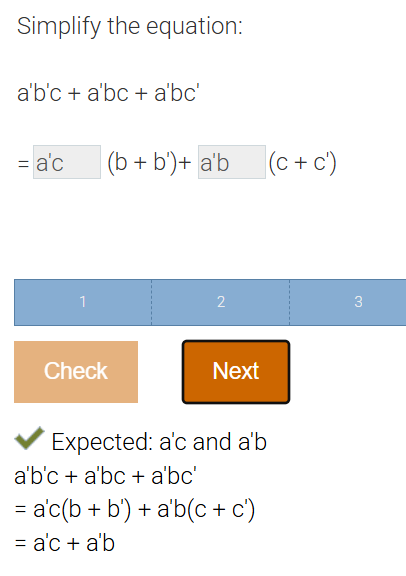 Simplify the equation:
a'b'c + a'bc + a'bc'
= a'c (b + b')+ a'b (c + c')
1 2 3
Check Next
Expected: a'c and a'b
a'b'c + a'bc + a'bc'
= a'c(b + b') + a'b(c + c')
= a'c + a'b